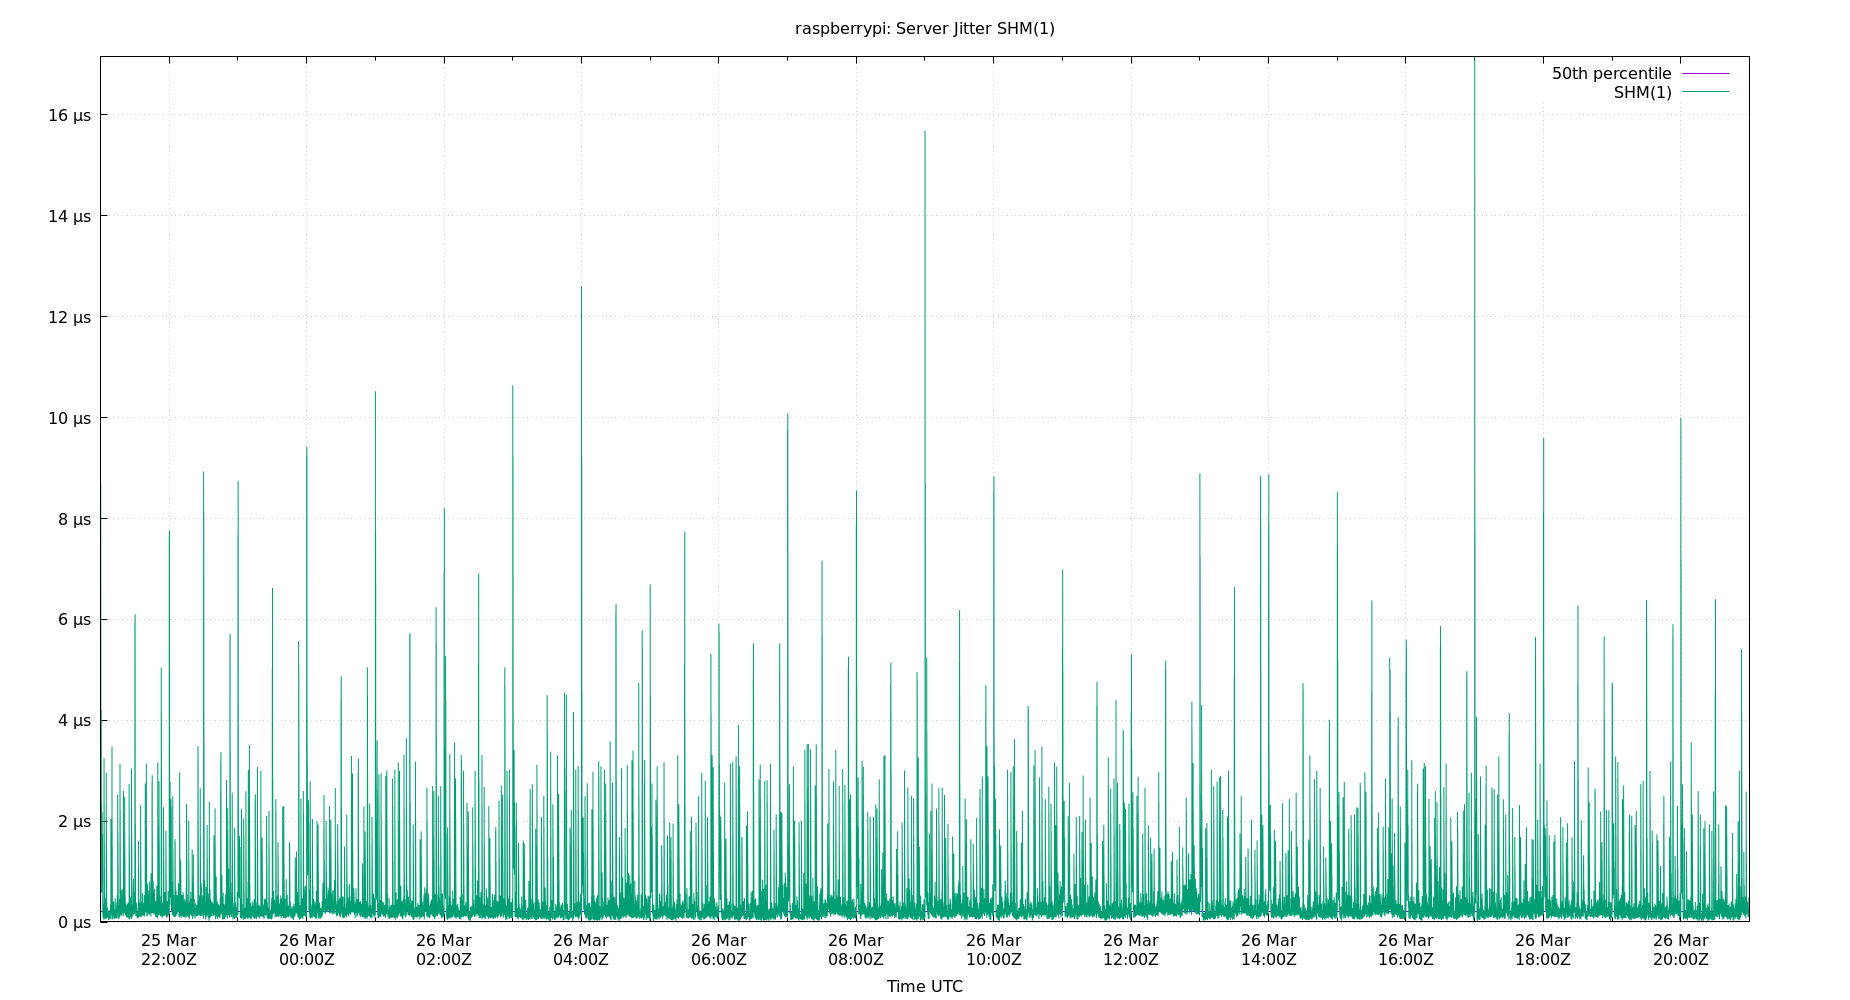 raspberrypi: Server Jitter SHM(1)
50th percentile
SHM(1)
16 µs
14 µs
12 µs
10 µs
8 µs
6 µs
4 µs
2 µs
0 µs
25 Mar 26 Mar 26 Mar 26 Mar 26 Mar 26 Mar 26 Mar 26 Mar 26 Mar 26 Mar 26 Mar 26 Mar
22:00Z 00:00Z 02:00Z 04:00Z 06:00Z 08:00Z 10:00Z 12:00Z 14:00Z 16:00Z 18:00Z 20:00Z
Time UTC